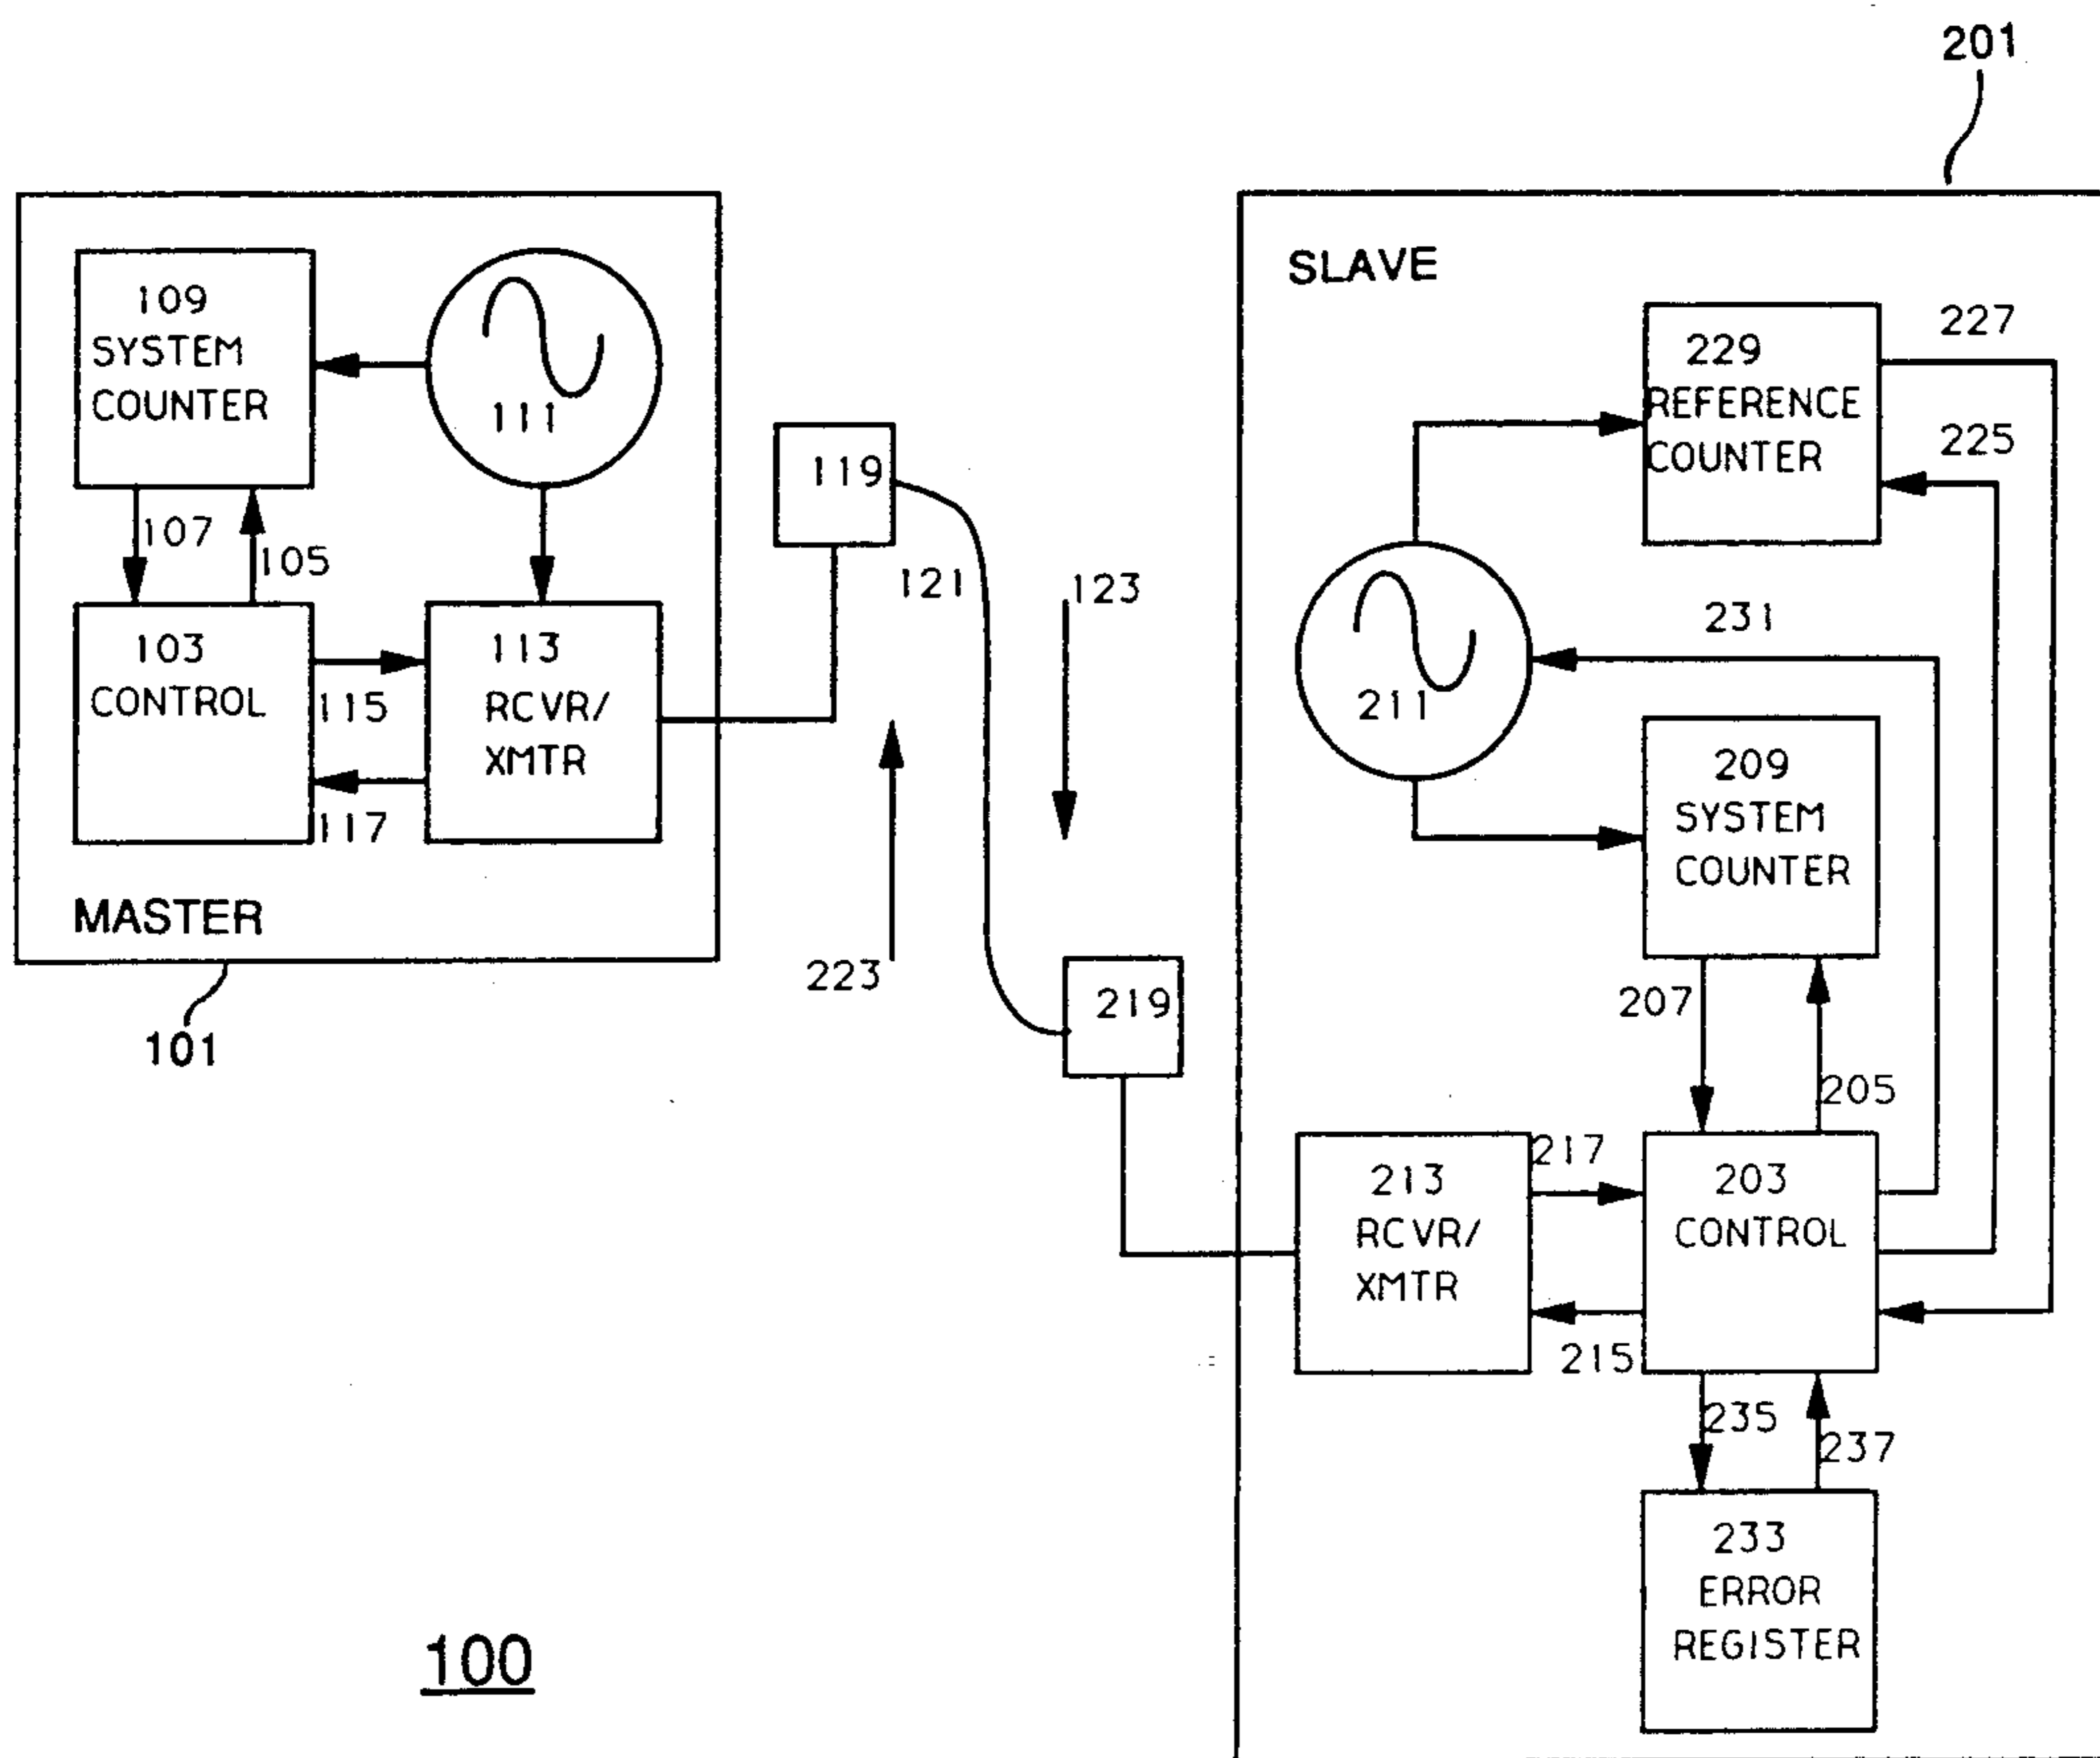 201
109
SYSTEM
COUNTER
111
107
105
103
CONTROL
115
117
113
RCVR/
XMTR
MASTER
101
119
121
123
223
219
SLAVE
229
REFERENCE
COUNTER
227
225
231
211
209
SYSTEM
COUNTER
207
205
213
RCVR/
XMTR
217
215
203
CONTROL
235
237
233
ERROR
REGISTER
100